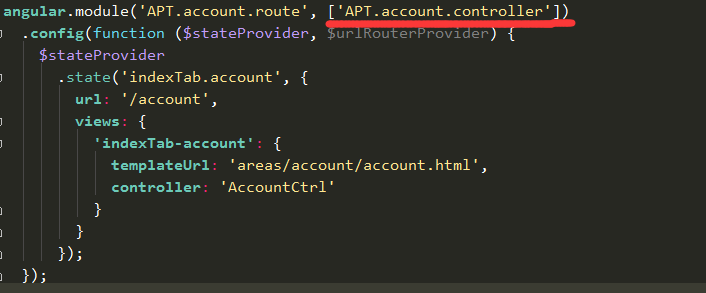 angular.module('APT.account.route', ['APT.account.controller'])
.config(function ($stateProvider, $urlRouterProvider) {
$stateProvider
.state('indexTab.account', {
url: '/account',
views: {
'indexTab-account': {
templateUrl: 'areas/account/account.html',
controller: 'AccountCtrl'
}
}
});
});